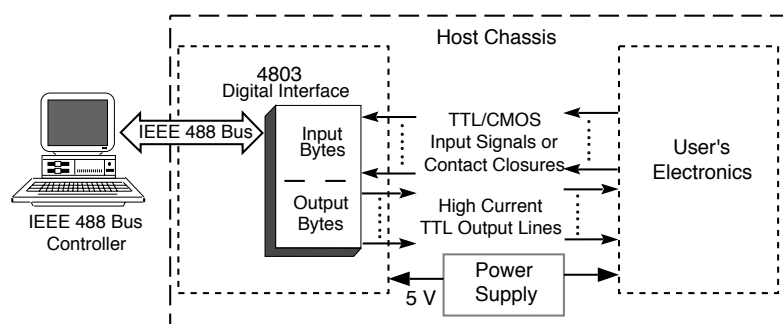 Host Chassis
4803
Digital Interface
IEEE 488 Bus
Input
Bytes
Output
Bytes
TTL/CMOS
Input Signals or
Contact Closures
High Current
TTL Output Lines
User's
Electronics
IEEE 488 Bus
Controller
5 V
Power
Supply